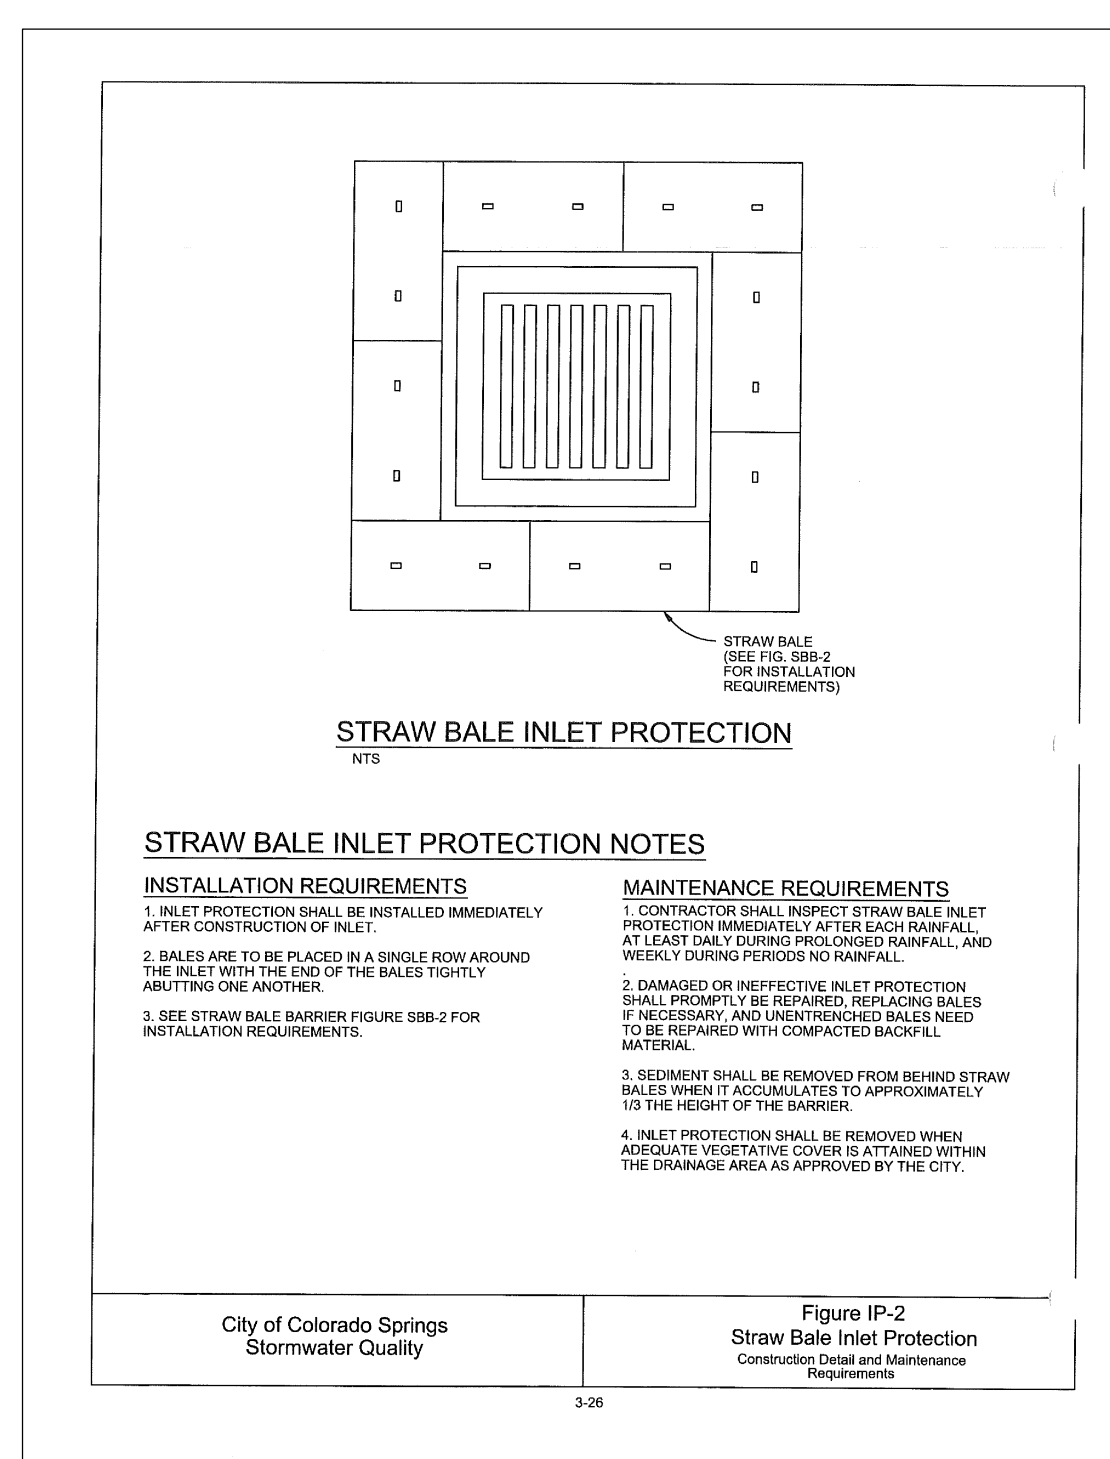 STRAW BALE
(SEE FIG. SBB-2
FOR INSTALLATION
REQUIREMENTS)
STRAW BALE INLET PROTECTION
NTS
STRAW BALE INLET PROTECTION NOTES
INSTALLATION REQUIREMENTS
1. INLET PROTECTION SHALL BE INSTALLED IMMEDIATELY
AFTER CONSTRUCTION OF INLET.
2. BALES ARE TO BE PLACED IN A SINGLE ROW AROUND
THE INLET WITH THE END OF THE BALES TIGHTLY
ABUTTING ONE ANOTHER.
3. SEE STRAW BALE BARRIER FIGURE SBB-2 FOR
INSTALLATION REQUIREMENTS.
MAINTENANCE REQUIREMENTS
1. CONTRACTOR SHALL INSPECT STRAW BALE INLET
PROTECTION IMMEDIATELY AFTER EACH RAINFALL,
AT LEAST DAILY DURING PROLONGED RAINFALL, AND
WEEKLY DURING PERIODS NO RAINFALL.
.
2. DAMAGED OR INEFFECTIVE INLET PROTECTION
SHALL PROMPTLY BE REPAIRED, REPLACING BALES
IF NECESSARY, AND UNENTRENCHED BALES NEED
TO BE REPAIRED WITH COMPACTED BACKFILL
MATERIAL.
3. SEDIMENT SHALL BE REMOVED FROM BEHIND STRAW
BALES WHEN IT ACCUMULATES TO APPROXIMATELY
1/3 THE HEIGHT OF THE BARRIER.
4. INLET PROTECTION SHALL BE REMOVED WHEN
ADEQUATE VEGETATIVE COVER IS ATTAINED WITHIN
THE DRAINAGE AREA AS APPROVED BY THE CITY.
City of Colorado Springs
Stormwater Quality
Figure IP-2
Straw Bale Inlet Protection
Construction Detail and Maintenance
Requirements
3-26